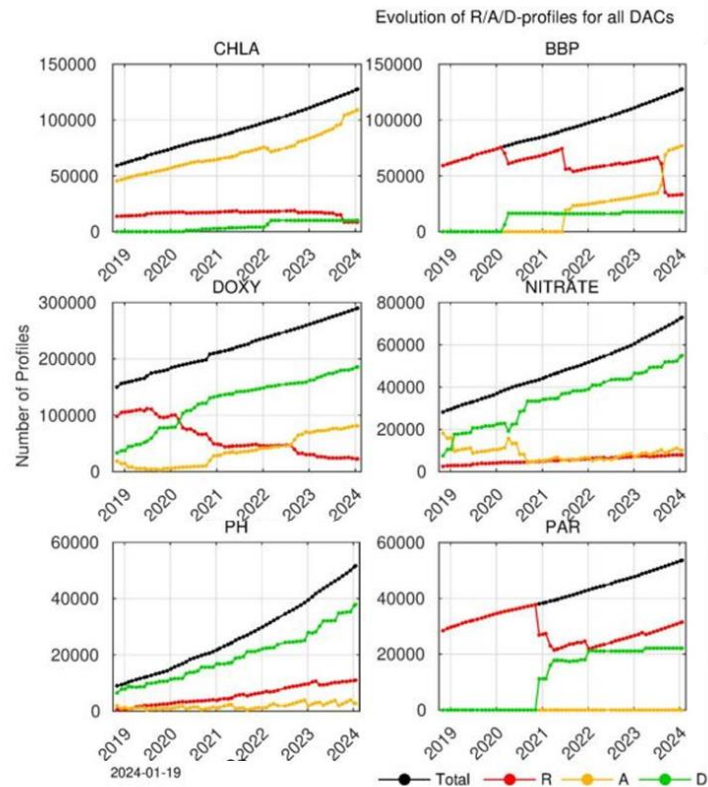 Evolution of R/A/D-profiles for all DACs
CHLA
BBP
150000
100000
50000
0
2019 2020 2021 2022 2023 2024
150000
100000
50000
0
2019 2020 2021 2022 2023 2024
DOXY
NITRATE
Number of Profiles
300000
200000
100000
0
2019 2020 2021 2022 2023 2024
80000
60000
40000
20000
0
2019 2020 2021 2022 2023 2024
PH
PAR
60000
40000
20000
0
2019 2020 2021 2022 2023 2024
60000
40000
20000
0
2019 2020 2021 2022 2023 2024
2024-01-19
Total R A D